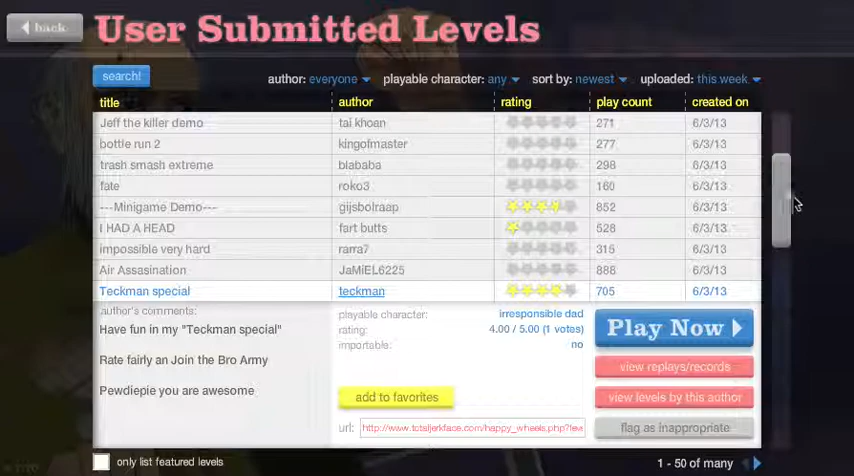 back
User Submitted Levels
search!
author: everyone playable character: any sort by: newest uploaded: this week
title author rating play count created on
Jeff the killer demo tai khoan 271 6/3/13
bottle run 2 kingofmaster 277 6/3/13
trash smash extreme blababa 298 6/3/13
fate roko3 160 6/3/13
---Minigame Demo--- gijsbolraap 852 6/3/13
I HAD A HEAD fart butts 528 6/3/13
impossible very hard rarra7 315 6/3/13
Air Assasination JaMiEL6225 888 6/3/13
Teckman special teckman 705 6/3/13
author's comments:
Have fun in my "Teckman special"
Rate fairly an Join the Bro Army
Pewdiepie you are awesome
playable character: irresponsible dad
rating: 4.00 / 5.00 (1 votes)
importable: no
add to favorites
url: http://www.totaljerkface.com/happy_wheels.php?leve
Play Now
view replays/records
view levels by this author
flag as inappropriate
only list featured levels
1 - 50 of many